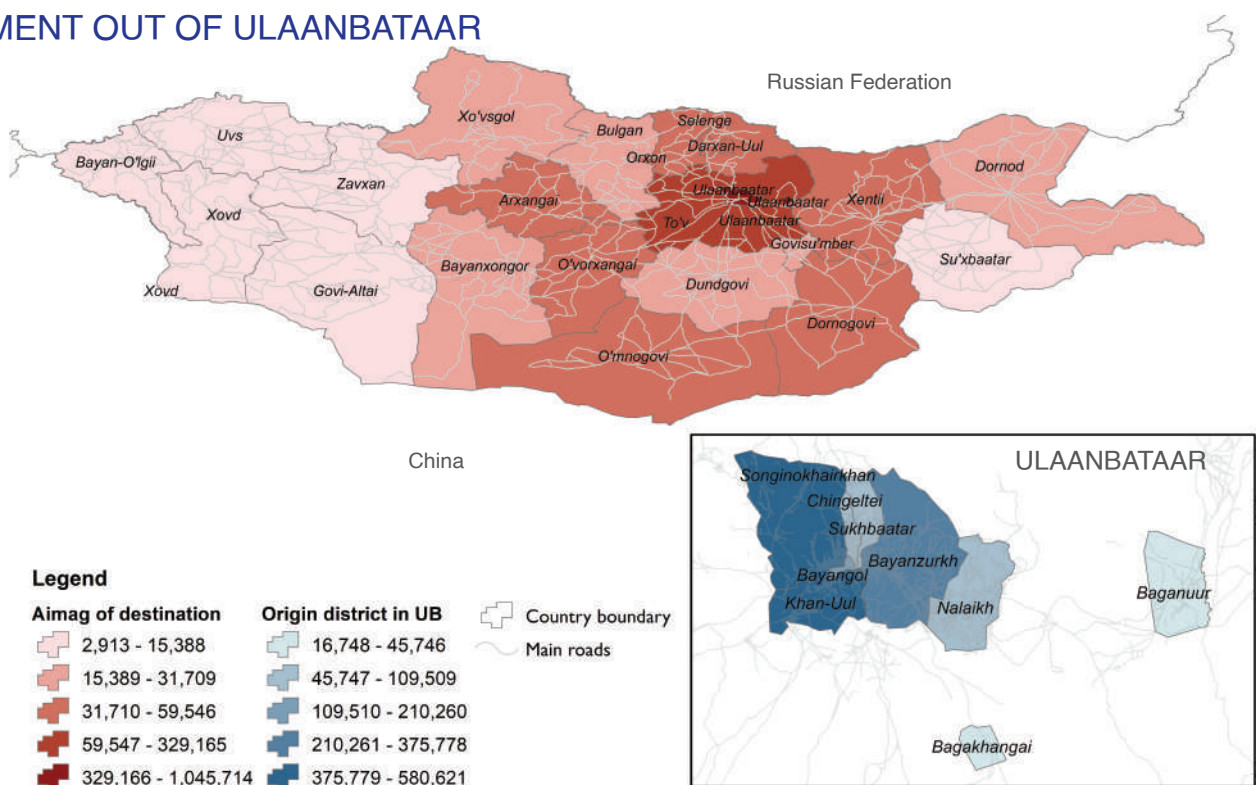 MENT OUT OF ULAANBATAAR
Russian Federation
Xo'vsgol
Uvs
Bayan-O'lgii
Zavxan
Xovd
Bulgan
Selenge
Darxan-Uul
Orxon
Arxangai
Ulaanbaatar
Ulaanbaatar
To'v
Ulaanbaatar
Xentii
Dornod
Govisu'mber
Su'xbaatar
Bayanxongor
O'vorxangai
Dundgovi
Xovd
Govi-Altai
Dornogovi
O'mnogovi
China
Legend
Aimag of destination
2,913 - 15,388
15,389 - 31,709
31,710 - 59,546
59,547 - 329,165
329,166 - 1,045,714
Origin district in UB
16,748 - 45,746
45,747 - 109,509
109,510 - 210,260
210,261 - 375,778
375,779 - 580,621
Country boundary
Main roads
ULAANBATAAR
Songinokhairkhan
Chingeltei
Sukhbaatar
Bayanzurkh
Bayangol
Khan-Uul
Nalaikh
Baganuur
Bagakhangai